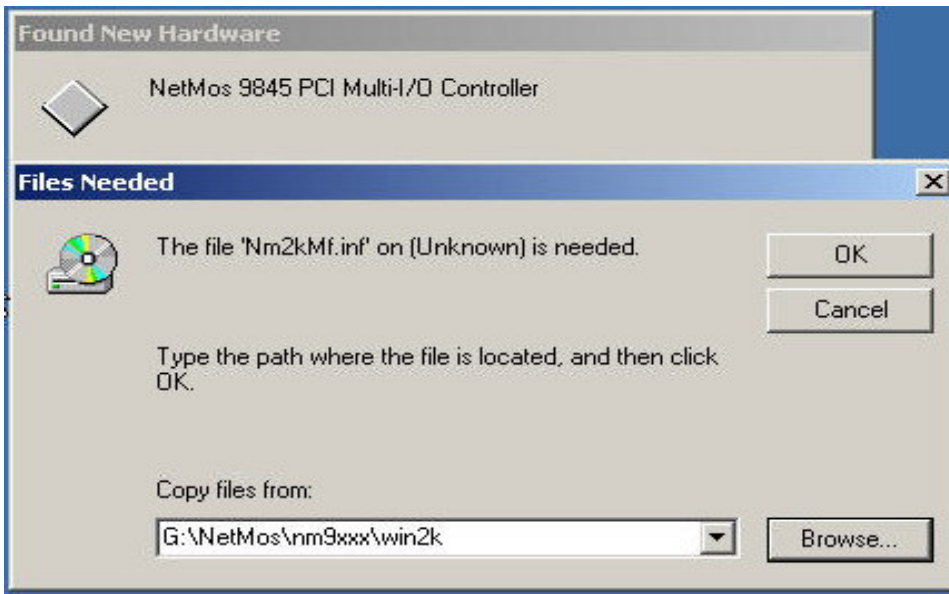 Found New Hardware
NetMos 9845 PCI Multi-I/O Controller
Files Needed
The file 'Nm2kMf.inf' on (Unknown) is needed.
OK
Cancel
Type the path where the file is located, and then click
OK.
Copy files from:
G:\NetMos\nm9xxx\win2k
Browse...